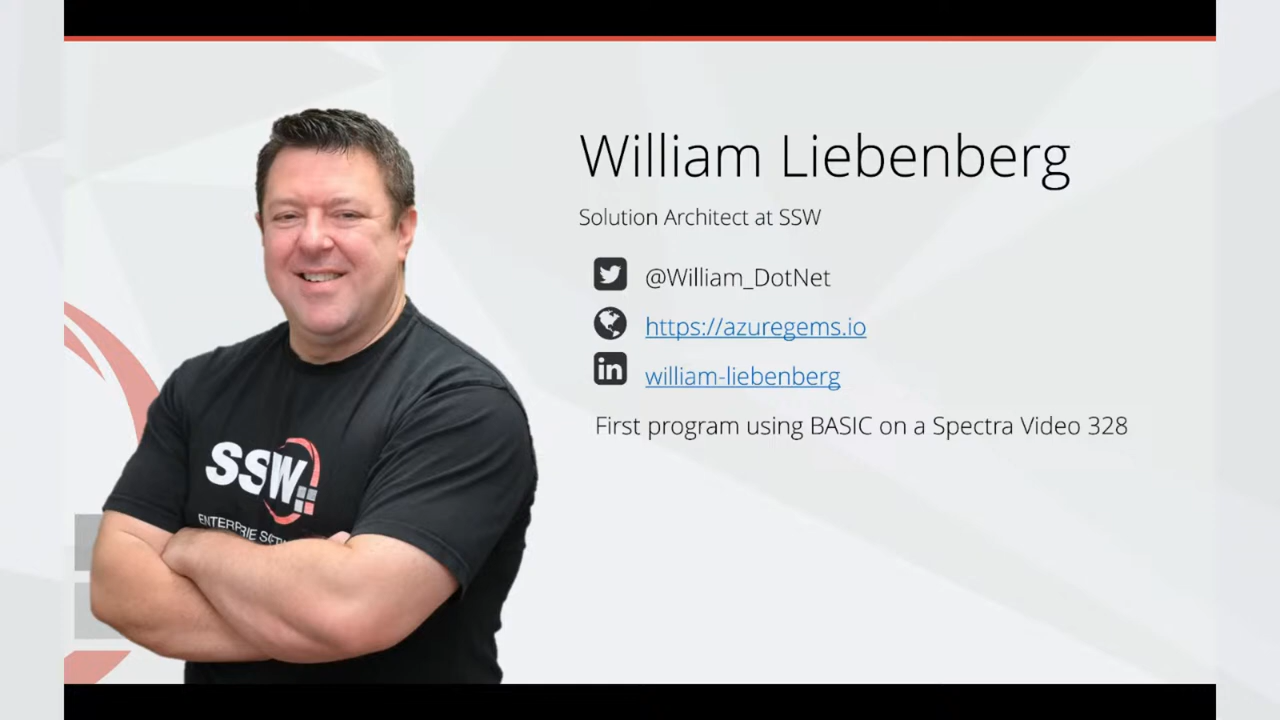 William Liebenberg
Solution Architect at SSW
@William_DotNet
https://azuregems.io
william-liebenberg
First program using BASIC on a Spectra Video 328
SSW